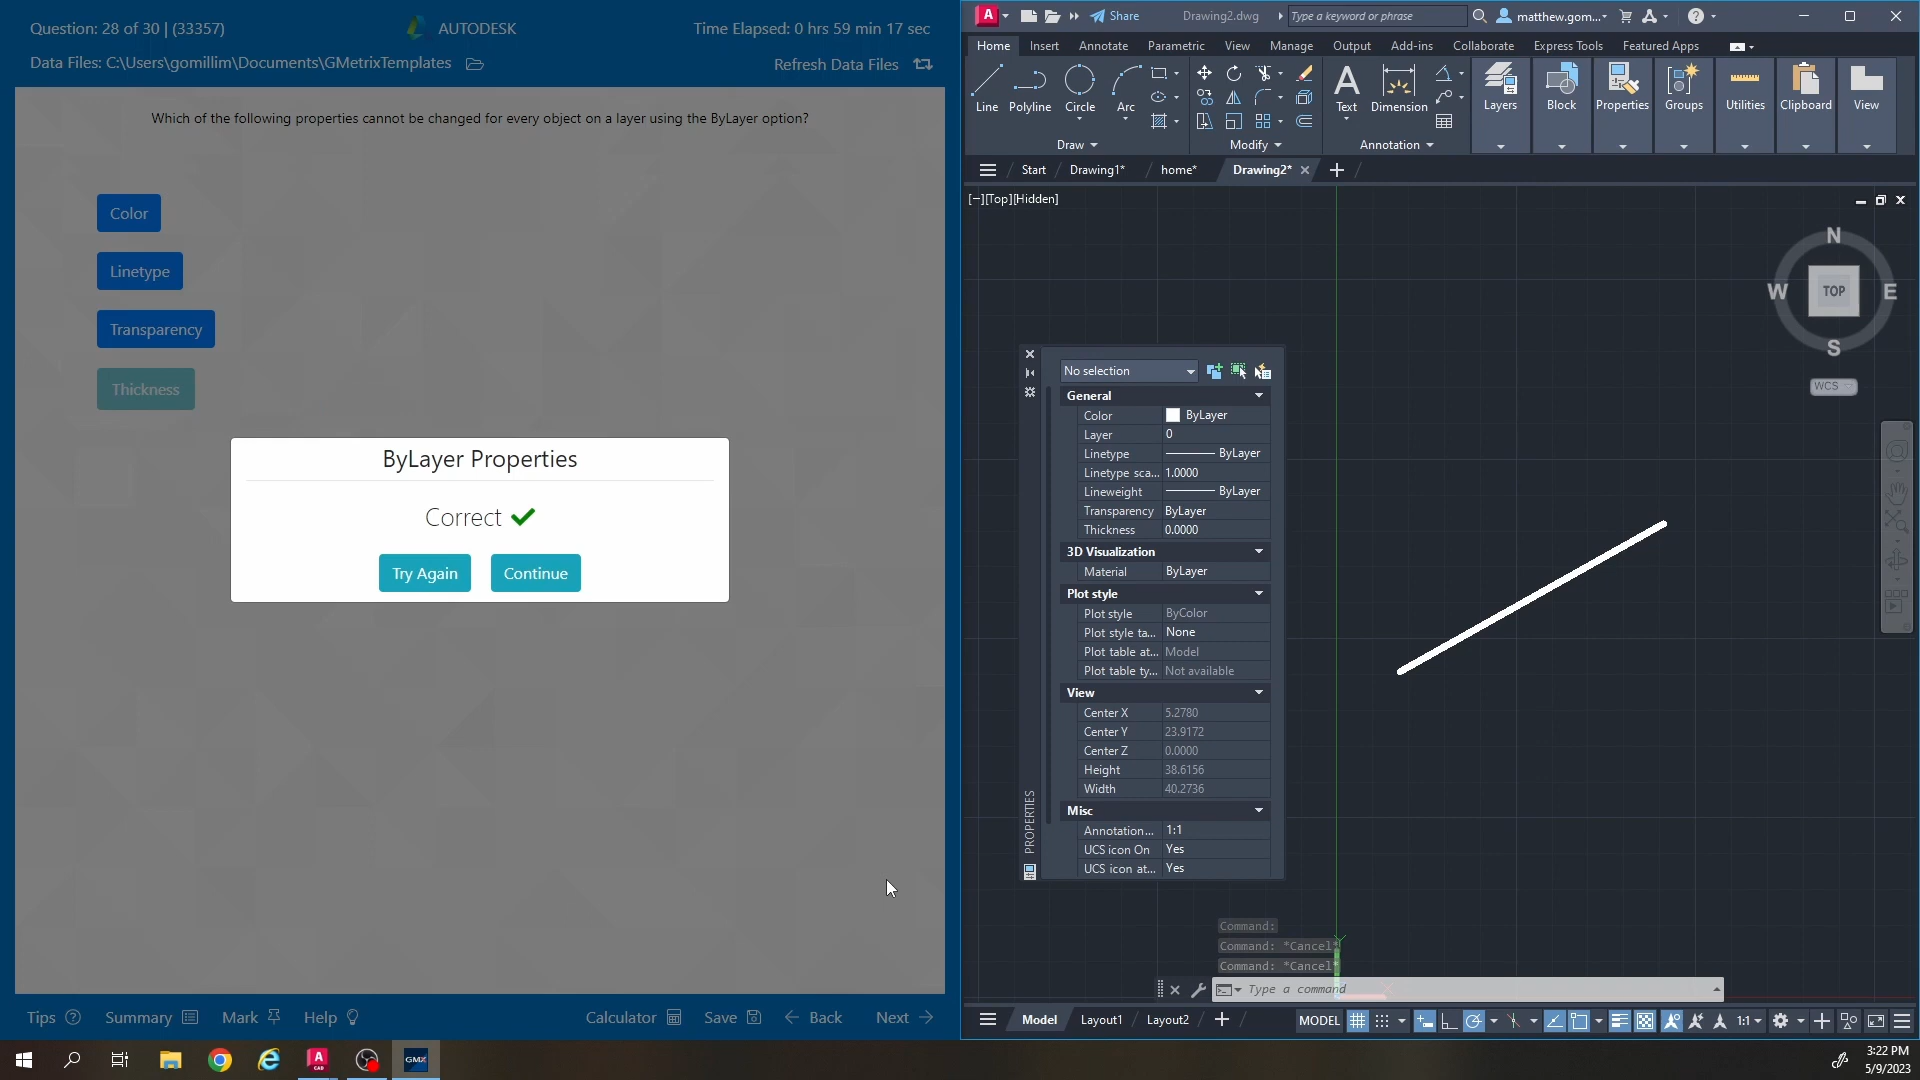 Question: 28 of 30 | (33357)
AUTODESK
Time Elapsed: 0 hrs 59 min 17 sec
Data Files: C:\Users\gomillim\Documents\GMetrixTemplates
Refresh Data Files
Which of the following properties cannot be changed for every object on a layer using the ByLayer option?
Color
Linetype
Transparency
Thickness
ByLayer Properties
Correct
Try Again
Continue
Tips
Summary
Mark
Help
Calculator
Save
Back
Next
A
Share
Drawing2.dwg
Type a keyword or phrase
matthew.gom...
Home
Insert
Annotate
Parametric
View
Manage
Output
Add-ins
Collaborate
Express Tools
Featured Apps
Line
Polyline
Circle
Arc
Text
Dimension
Layers
Block
Properties
Groups
Utilities
Clipboard
View
Draw
Modify
Annotation
Start
Drawing1*
home*
Drawing2*
[−][Top][Hidden]
N
W
TOP
E
S
WCS
No selection
General
Color ByLayer
Layer 0
Linetype ByLayer
Linetype sca... 1.0000
Lineweight ByLayer
Transparency ByLayer
Thickness 0.0000
3D Visualization
Material ByLayer
Plot style
Plot style ByColor
Plot style ta... None
Plot table at... Model
Plot table ty... Not available
View
Center X 5.2780
Center Y 23.9172
Center Z 0.0000
Height 38.6156
Width 40.2736
Misc
Annotation... 1:1
UCS icon On Yes
UCS icon at... Yes
PROPERTIES
Command:
Command: *Cancel*
Command: *Cancel*
Type a command
Model
Layout1
Layout2
MODEL
1:1
A
CAD
GMX
3:22 PM
5/9/2023